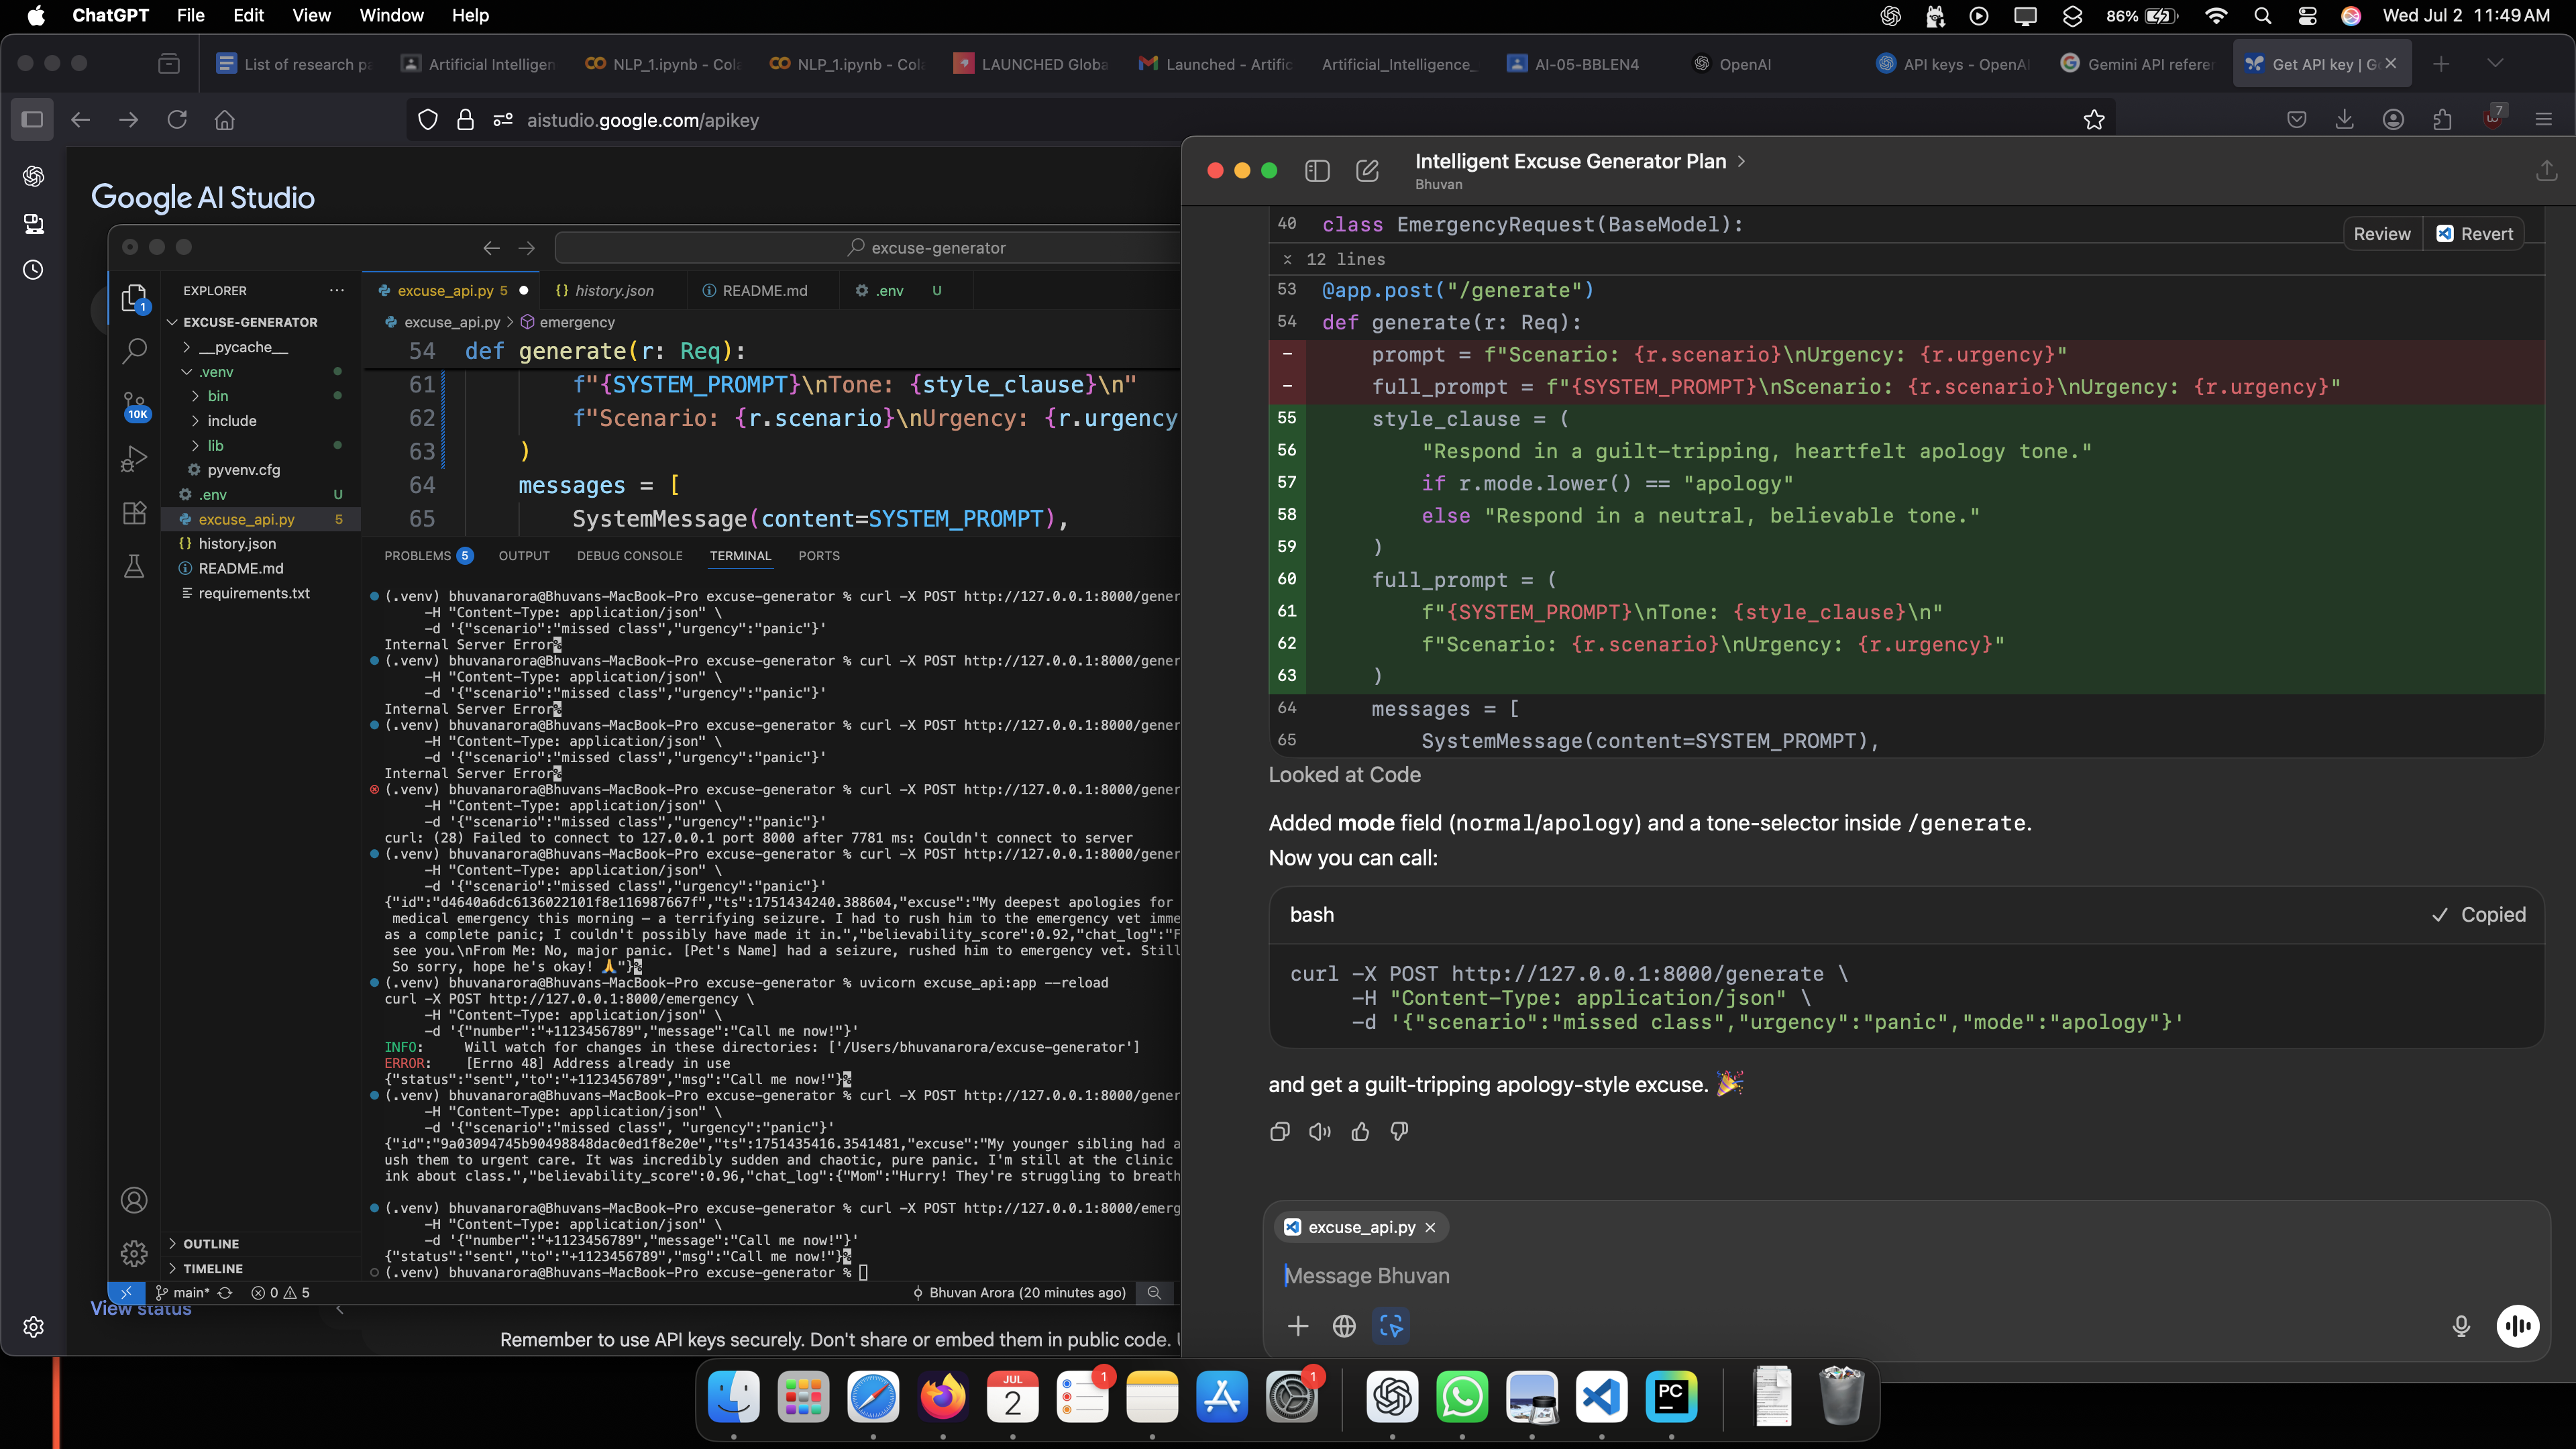 ChatGPT File Edit View Window Help
86% Wed Jul 2 11:49 AM
List of research pa
Artificial Intelligen
NLP_1.ipynb - Cola
NLP_1.ipynb - Cola
LAUNCHED Globa
Launched - Artific
Artificial_Intelligence_
AI-05-BBLEN4
OpenAI
API keys - OpenAI
Gemini API referen
Get API key | Go
aistudio.google.com/apikey
7
Google AI Studio
View status
Remember to use API keys securely. Don't share or embed them in public code. U
excuse-generator
EXPLORER
EXCUSE-GENERATOR
__pycache__
.venv
bin
include
lib
pyvenv.cfg
.env U
excuse_api.py 5
history.json
README.md
requirements.txt
OUTLINE
TIMELINE
1
10K
excuse_api.py 5
history.json
README.md
.env U
excuse_api.py > emergency
54 def generate(r: Req):
61 f"{SYSTEM_PROMPT}\nTone: {style_clause}\n"
62 f"Scenario: {r.scenario}\nUrgency: {r.urgency
63 )
64 messages = [
65 SystemMessage(content=SYSTEM_PROMPT),
PROBLEMS 5 OUTPUT DEBUG CONSOLE TERMINAL PORTS
(.venv) bhuvanarora@Bhuvans-MacBook-Pro excuse-generator % curl -X POST http://127.0.0.1:8000/gener
-H "Content-Type: application/json" \
-d '{"scenario":"missed class","urgency":"panic"}'
Internal Server Error%
(.venv) bhuvanarora@Bhuvans-MacBook-Pro excuse-generator % curl -X POST http://127.0.0.1:8000/gener
-H "Content-Type: application/json" \
-d '{"scenario":"missed class","urgency":"panic"}'
Internal Server Error%
(.venv) bhuvanarora@Bhuvans-MacBook-Pro excuse-generator % curl -X POST http://127.0.0.1:8000/gener
-H "Content-Type: application/json" \
-d '{"scenario":"missed class","urgency":"panic"}'
Internal Server Error%
(.venv) bhuvanarora@Bhuvans-MacBook-Pro excuse-generator % curl -X POST http://127.0.0.1:8000/gener
-H "Content-Type: application/json" \
-d '{"scenario":"missed class","urgency":"panic"}'
curl: (28) Failed to connect to 127.0.0.1 port 8000 after 7781 ms: Couldn't connect to server
(.venv) bhuvanarora@Bhuvans-MacBook-Pro excuse-generator % curl -X POST http://127.0.0.1:8000/gener
-H "Content-Type: application/json" \
-d '{"scenario":"missed class","urgency":"panic"}'
{"id":"d4640a6dc6136022101f8e116987667f","ts":1751434240.388604,"excuse":"My deepest apologies for
medical emergency this morning – a terrifying seizure. I had to rush him to the emergency vet imme
as a complete panic; I couldn't possibly have made it in.","believability_score":0.92,"chat_log":"F
see you.\nFrom Me: No, major panic. [Pet's Name] had a seizure, rushed him to emergency vet. Still
So sorry, hope he's okay! 🙏"}%
(.venv) bhuvanarora@Bhuvans-MacBook-Pro excuse-generator % uvicorn excuse_api:app --reload
curl -X POST http://127.0.0.1:8000/emergency \
-H "Content-Type: application/json" \
-d '{"number":"+1123456789","message":"Call me now!"}'
INFO: Will watch for changes in these directories: ['/Users/bhuvanarora/excuse-generator']
ERROR: [Errno 48] Address already in use
{"status":"sent","to":"+1123456789","msg":"Call me now!"}%
(.venv) bhuvanarora@Bhuvans-MacBook-Pro excuse-generator % curl -X POST http://127.0.0.1:8000/gener
-H "Content-Type: application/json" \
-d '{"scenario":"missed class", "urgency":"panic"}'
{"id":"9a03094745b90498848dac0ed1f8e20e","ts":1751435416.3541481,"excuse":"My younger sibling had a
ush them to urgent care. It was incredibly sudden and chaotic, pure panic. I'm still at the clinic
ink about class.","believability_score":0.96,"chat_log":{"Mom":"Hurry! They're struggling to breath
(.venv) bhuvanarora@Bhuvans-MacBook-Pro excuse-generator % curl -X POST http://127.0.0.1:8000/emerg
-H "Content-Type: application/json" \
-d '{"number":"+1123456789","message":"Call me now!"}'
{"status":"sent","to":"+1123456789","msg":"Call me now!"}%
(.venv) bhuvanarora@Bhuvans-MacBook-Pro excuse-generator %
main* 0 5 Bhuvan Arora (20 minutes ago)
Intelligent Excuse Generator Plan >
Bhuvan
40 class EmergencyRequest(BaseModel):
Review Revert
12 lines
53 @app.post("/generate")
54 def generate(r: Req):
- prompt = f"Scenario: {r.scenario}\nUrgency: {r.urgency}"
- full_prompt = f"{SYSTEM_PROMPT}\nScenario: {r.scenario}\nUrgency: {r.urgency}"
55 style_clause = (
56 "Respond in a guilt-tripping, heartfelt apology tone."
57 if r.mode.lower() == "apology"
58 else "Respond in a neutral, believable tone."
59 )
60 full_prompt = (
61 f"{SYSTEM_PROMPT}\nTone: {style_clause}\n"
62 f"Scenario: {r.scenario}\nUrgency: {r.urgency}"
63 )
64 messages = [
65 SystemMessage(content=SYSTEM_PROMPT),
Looked at Code
Added mode field (normal/apology) and a tone-selector inside /generate.
Now you can call:
bash
Copied
curl -X POST http://127.0.0.1:8000/generate \
-H "Content-Type: application/json" \
-d '{"scenario":"missed class","urgency":"panic","mode":"apology"}'
and get a guilt-tripping apology-style excuse. 🎉
excuse_api.py
Message Bhuvan
JUL
2
1
1
PC